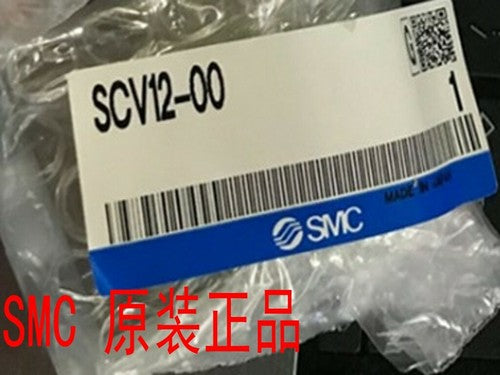 SCV12-00
G
1
MADE IN JAPAN
SMC
SMC 原装正品